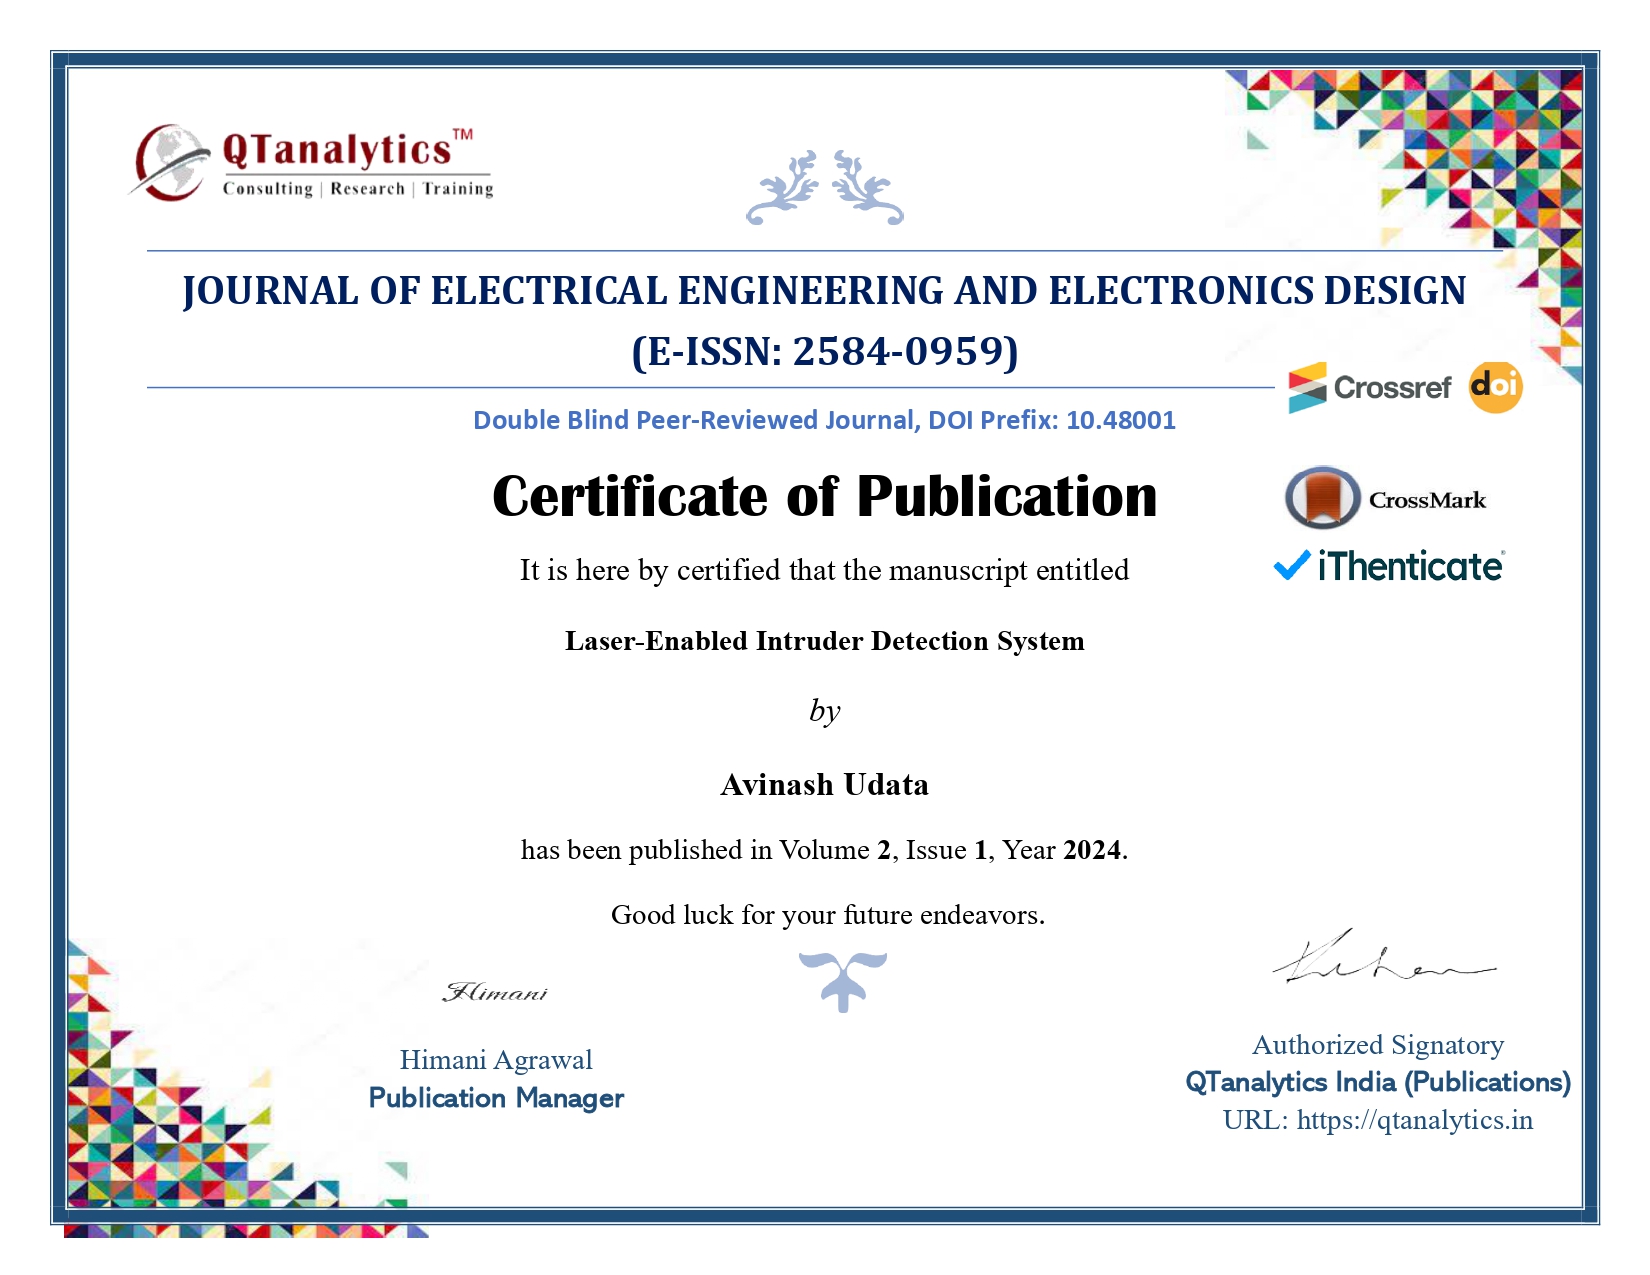 QTanalytics™
Consulting | Research | Training
JOURNAL OF ELECTRICAL ENGINEERING AND ELECTRONICS DESIGN
(E-ISSN: 2584-0959)
Crossref doi
Double Blind Peer-Reviewed Journal, DOI Prefix: 10.48001
Certificate of Publication
CrossMark
It is here by certified that the manuscript entitled
iThenticate®
Laser-Enabled Intruder Detection System
by
Avinash Udata
has been published in Volume 2, Issue 1, Year 2024.
Good luck for your future endeavors.
Himani
Himani Agrawal
Publication Manager
Authorized Signatory
QTanalytics India (Publications)
URL: https://qtanalytics.in